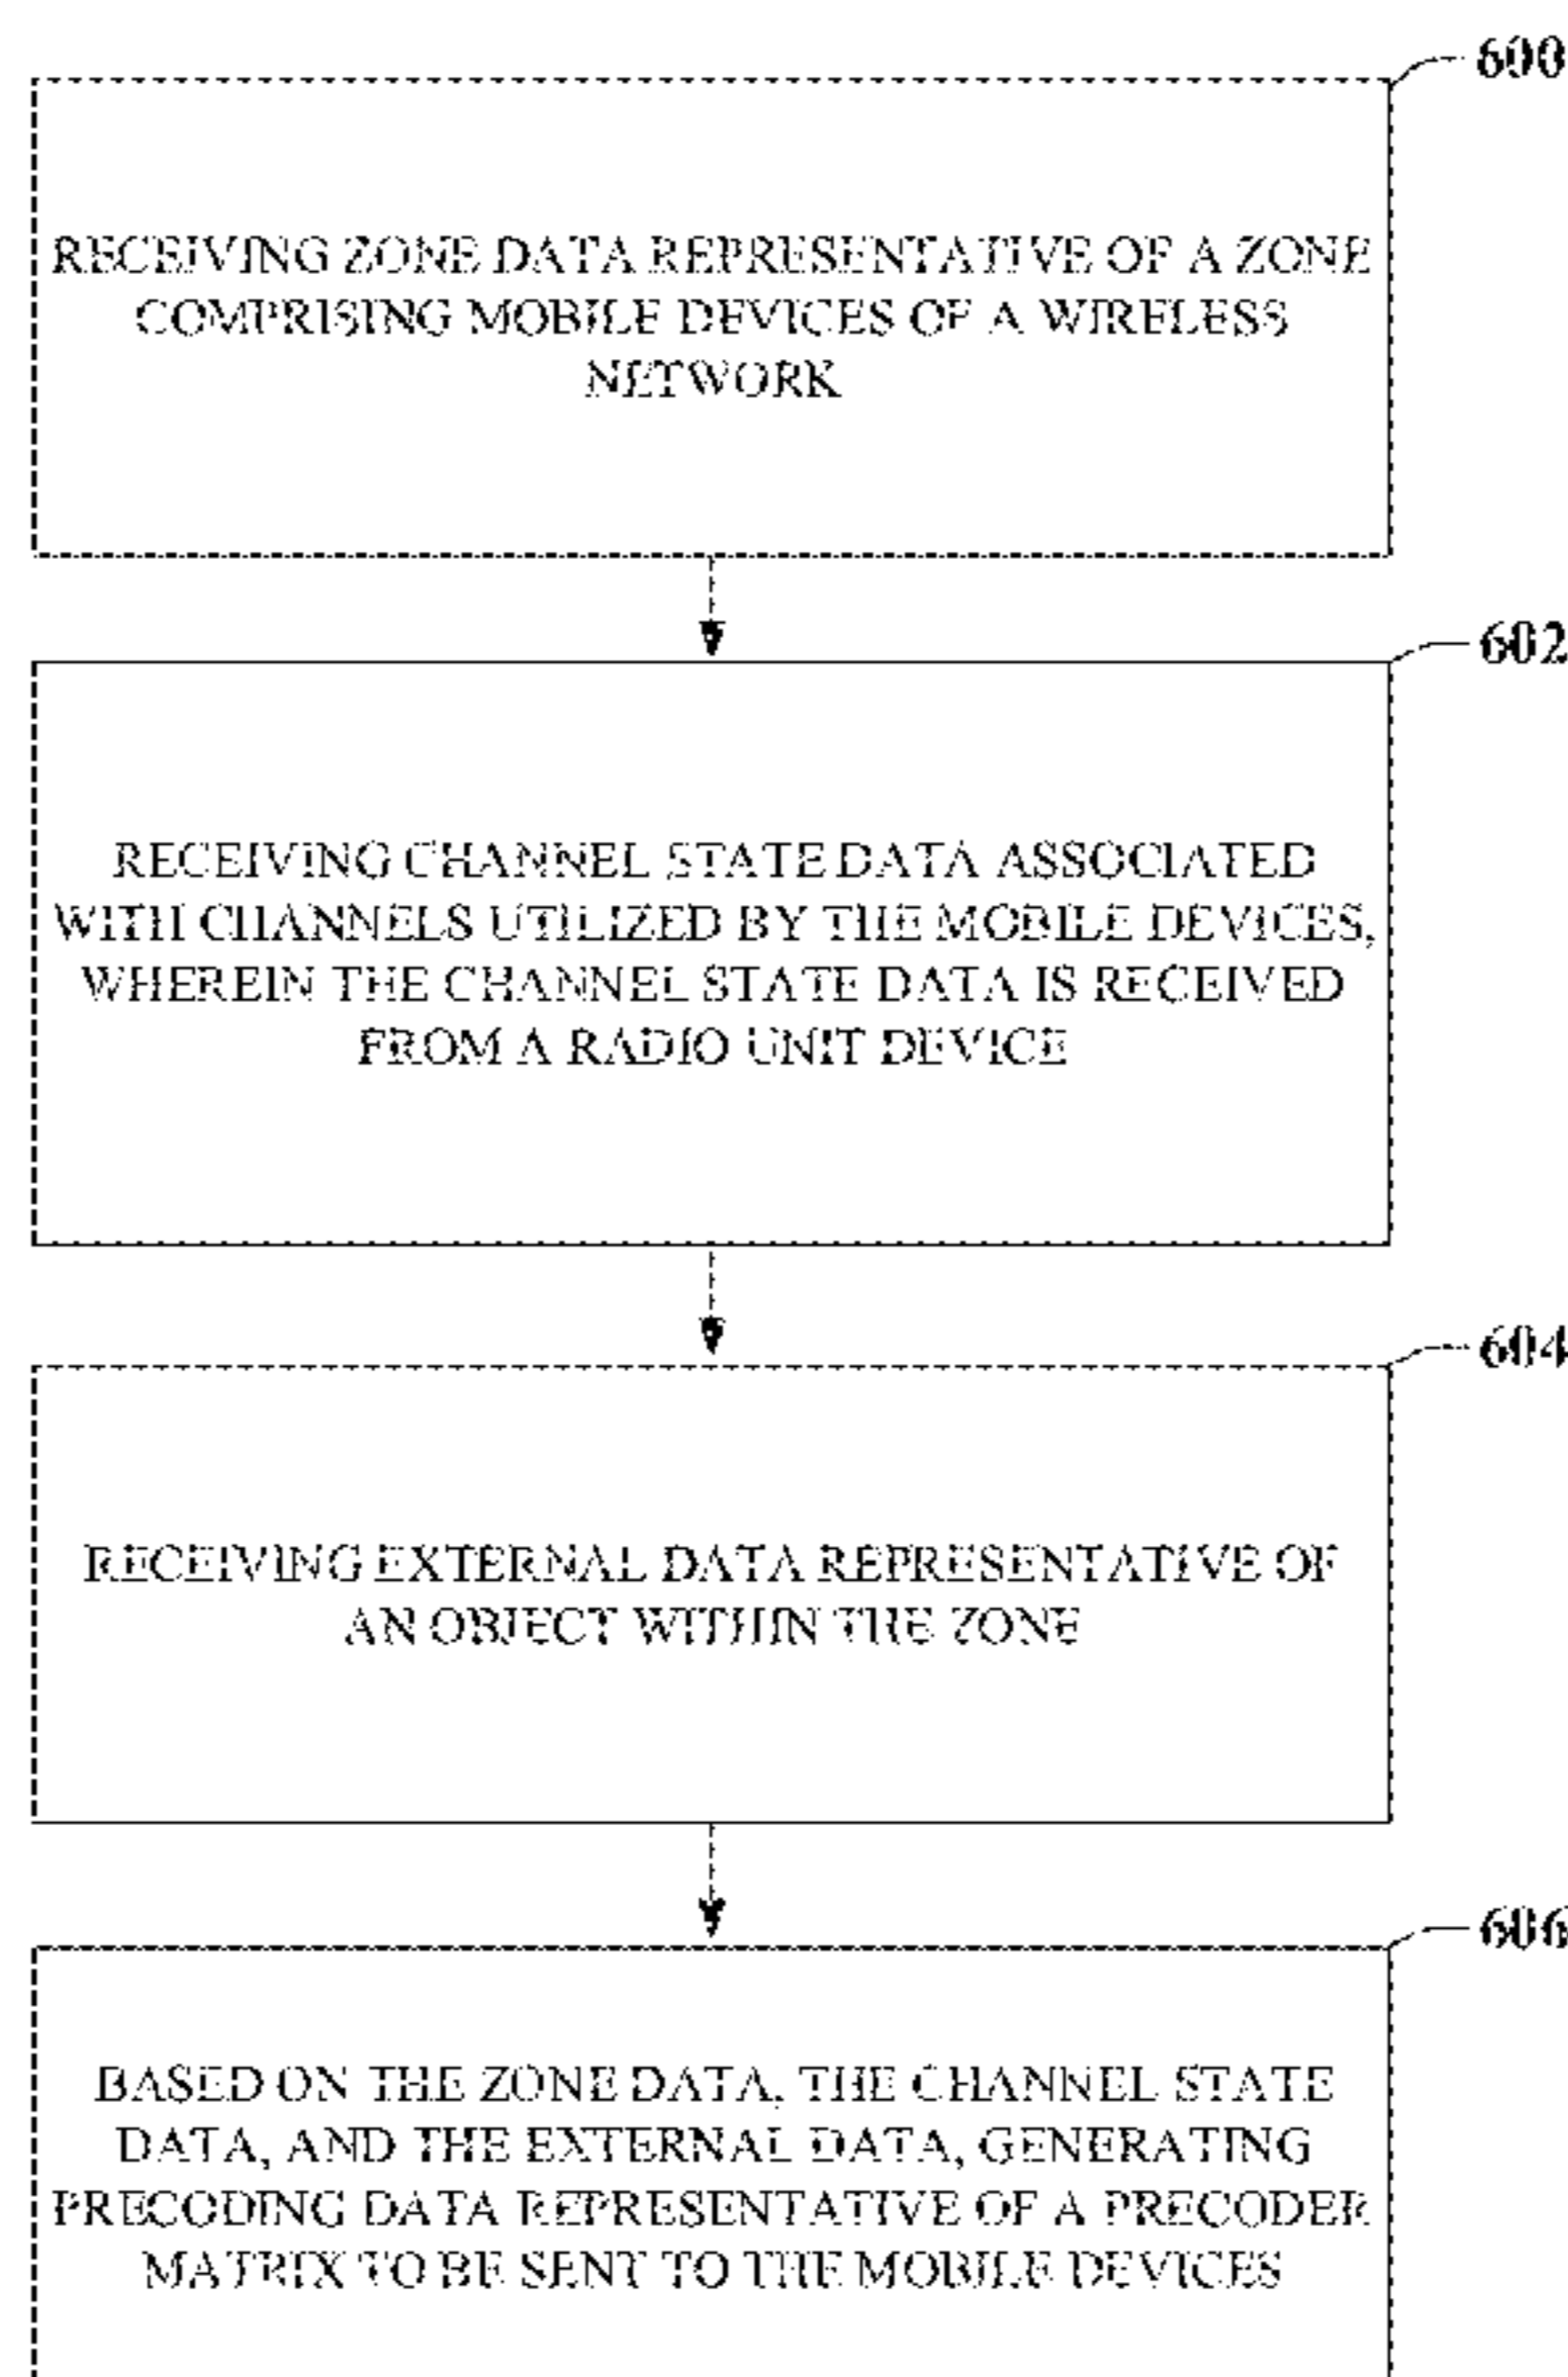 600
RECEIVING ZONE DATA REPRESENTATIVE OF A ZONE
COMPRISING MOBILE DEVICES OF A WIRELESS
NETWORK
602
RECEIVING CHANNEL STATE DATA ASSOCIATED
WITH CHANNELS UTILIZED BY THE MOBILE DEVICES,
WHEREIN THE CHANNEL STATE DATA IS RECEIVED
FROM A RADIO UNIT DEVICE
604
RECEIVING EXTERNAL DATA REPRESENTATIVE OF
AN OBJECT WITHIN THE ZONE
606
BASED ON THE ZONE DATA, THE CHANNEL STATE
DATA, AND THE EXTERNAL DATA, GENERATING
PRECODING DATA REPRESENTATIVE OF A PRECODER
MATRIX TO BE SENT TO THE MOBILE DEVICES